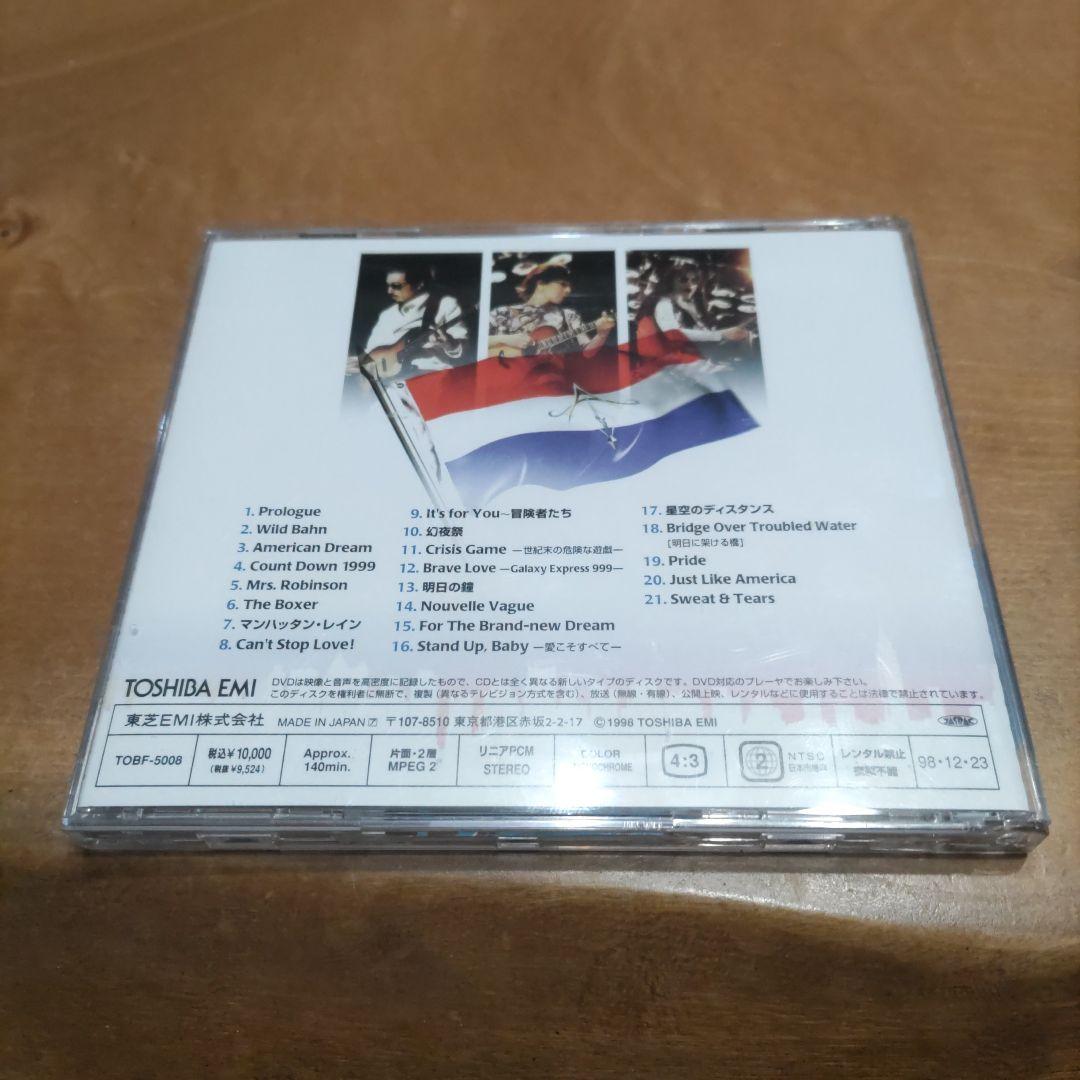 1. Prologue
2. Wild Bahn
3. American Dream
4. Count Down 1999
5. Mrs. Robinson
6. The Boxer
7. マンハッタン・レイン
8. Can't Stop Love!
9. It's for You〜冒険者たち
10. 幻夜祭
11. Crisis Game —世紀末の危険な遊戯—
12. Brave Love —Galaxy Express 999—
13. 明日の鐘
14. Nouvelle Vague
15. For The Brand-new Dream
16. Stand Up, Baby —愛こそすべて—
17. 星空のディスタンス
18. Bridge Over Troubled Water
[明日に架ける橋]
19. Pride
20. Just Like America
21. Sweat & Tears
TOSHIBA EMI
DVDは映像と音声を高密度に記録したもので、CDとは全く異なる新しいタイプのディスクです。DVD対応のプレーヤでお楽しみ下さい。
このディスクを権利者に無断で、複製(異なるテレビジョン方式を含む)、放送(無線・有線)、公開上映、レンタルなどに使用することは法律で禁止されています。
東芝EMI株式会社 MADE IN JAPAN 〒107-8510 東京都港区赤坂2-2-17 ©1998 TOSHIBA EMI
TOBF-5008
税込¥10,000
(税抜¥9,524)
Approx.
140min.
片面・2層
MPEG 2
リニアPCM
STEREO
COLOR
4:3
2
NTSC
日本市場向
レンタル禁止
複製不能
98・12・23